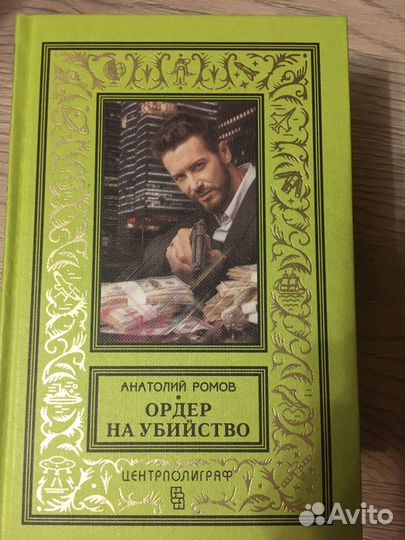 АНАТОЛИЙ РОМОВ
ОРДЕР
НА УБИЙСТВО
ЦЕНТРПОЛИГРАФ
Avito